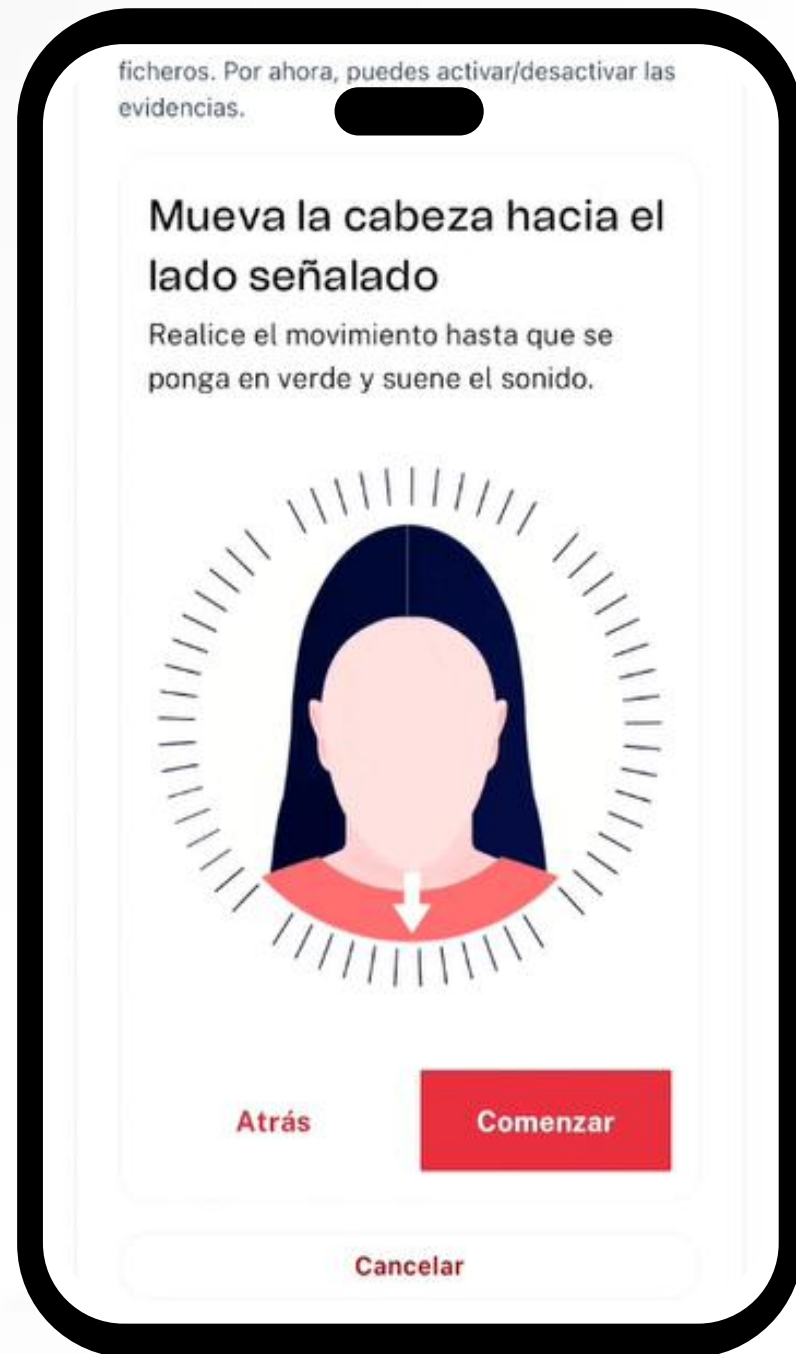 ficheros. Por ahora, puedes activar/desactivar las
evidencias.
Mueva la cabeza hacia el
lado señalado
Realice el movimiento hasta que se
ponga en verde y suene el sonido.
Atrás
Comenzar
Cancelar